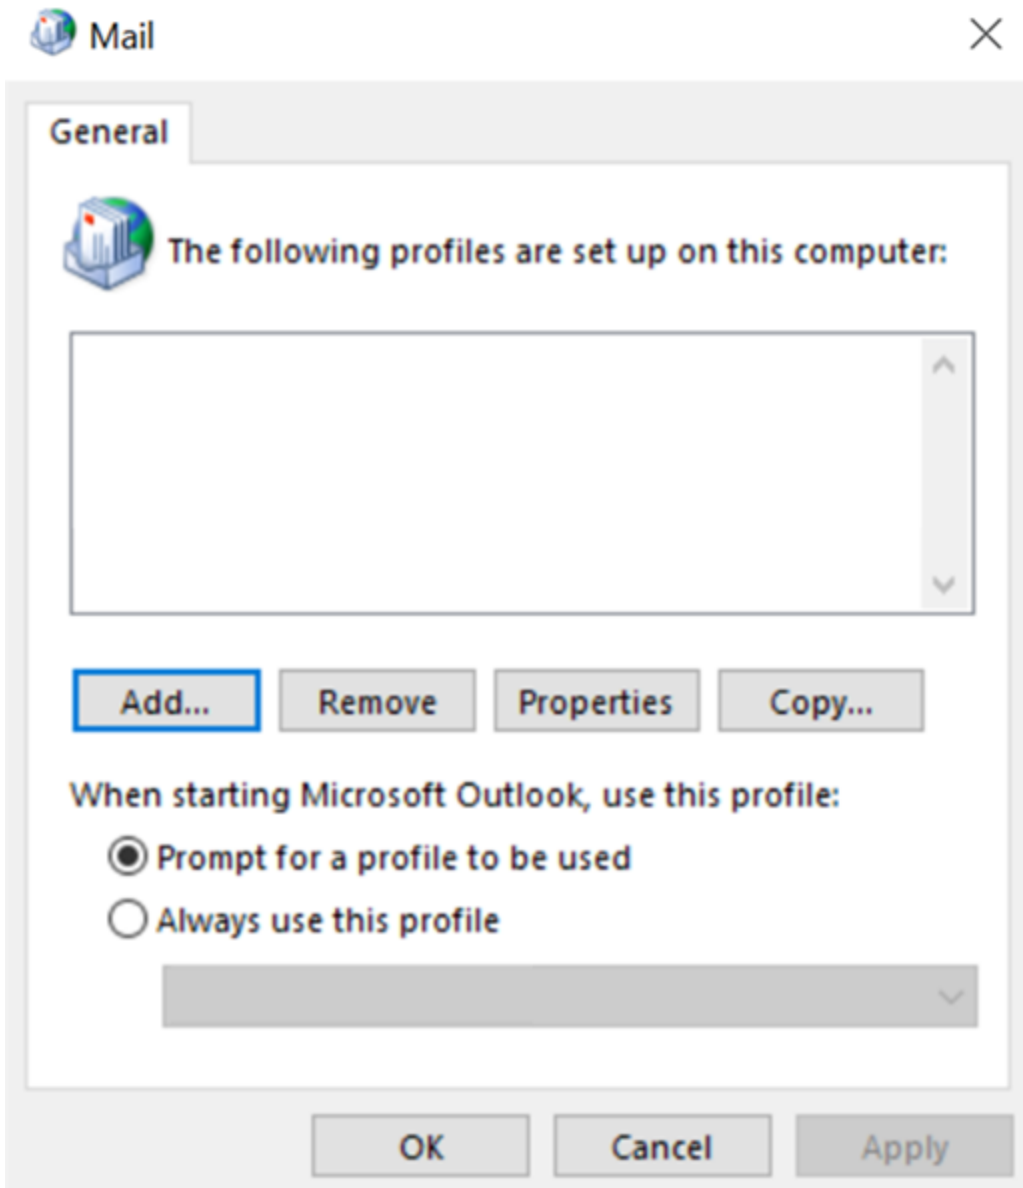 Mail
General
The following profiles are set up on this computer:
Add...
Remove
Properties
Copy...
When starting Microsoft Outlook, use this profile:
Prompt for a profile to be used
Always use this profile
OK
Cancel
Apply